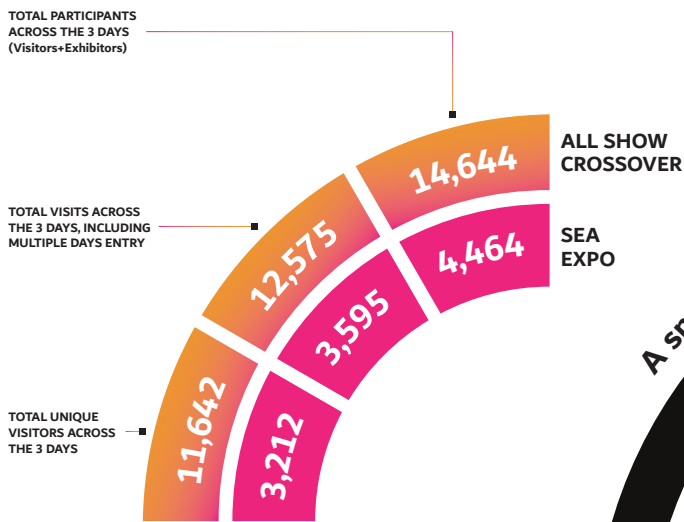 TOTAL PARTICIPANTS
ACROSS THE 3 DAYS
(Visitors+Exhibitors)
14,644
ALL SHOW
CROSSOVER
TOTAL VISITS ACROSS
THE 3 DAYS, INCLUDING
MULTIPLE DAYS ENTRY
12,575
4,464
SEA
EXPO
3,595
TOTAL UNIQUE
VISITORS ACROSS
THE 3 DAYS
11,642
3,212
A